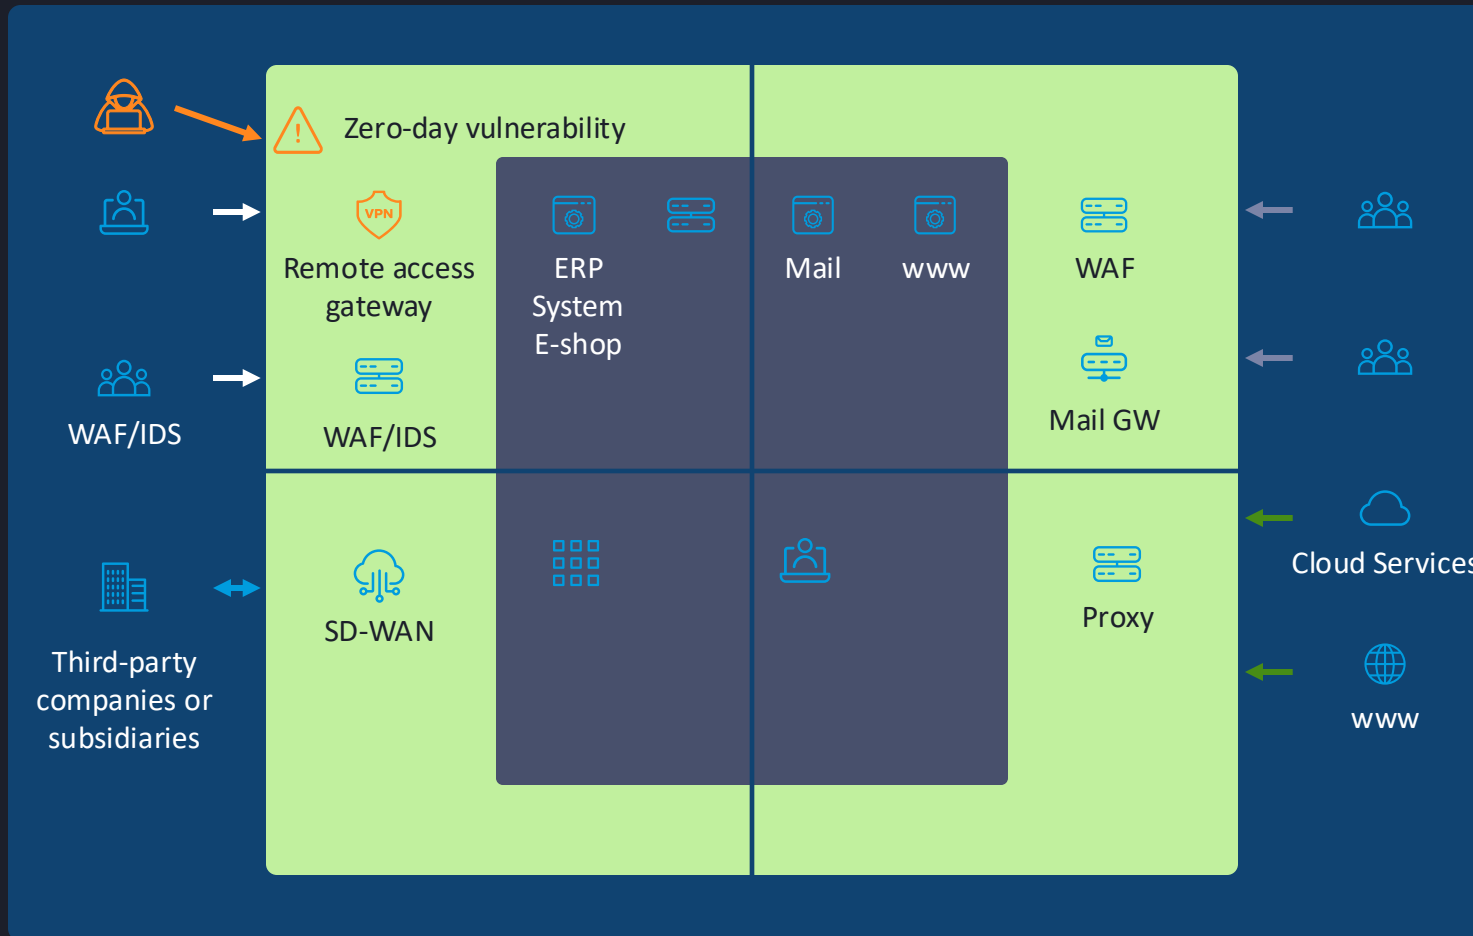 Zero-day vulnerability
VPN
Remote access
gateway
ERP
System
E-shop
Mail
www
WAF
WAF/IDS
WAF/IDS
Mail GW
Third-party
companies or
subsidiaries
SD-WAN
Proxy
Cloud Services
www